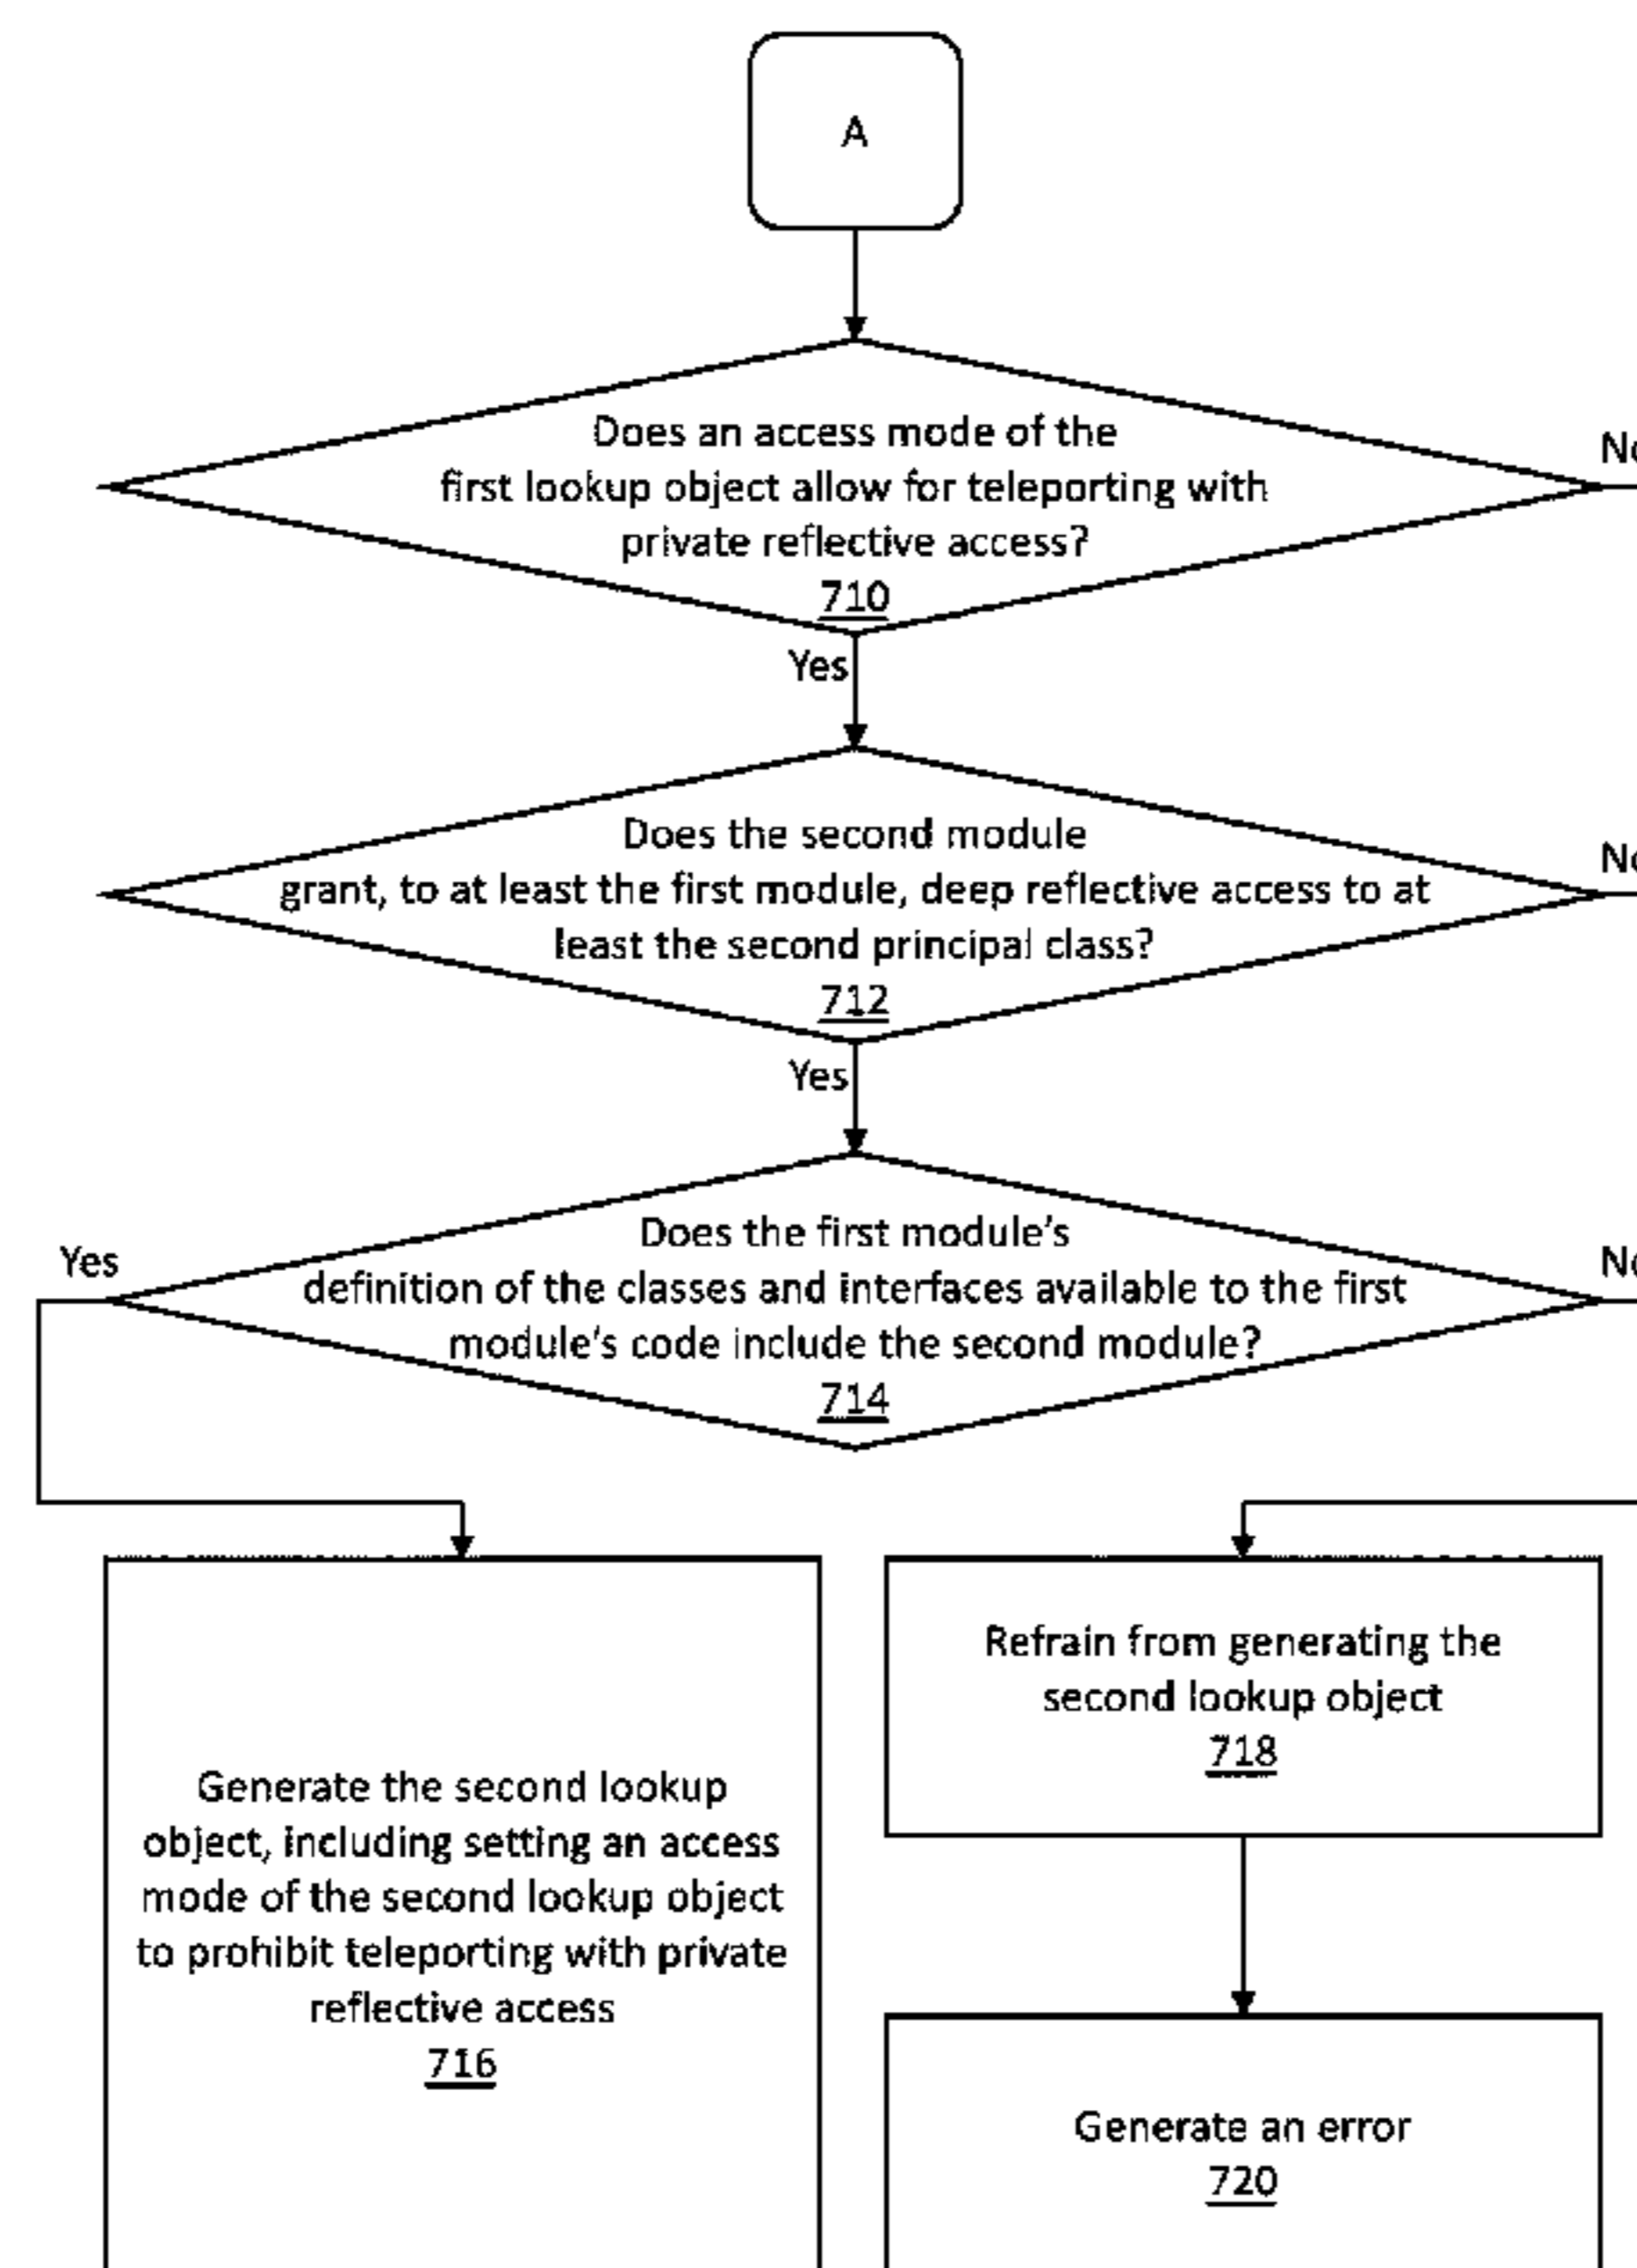 A
Does an access mode of the
first lookup object allow for teleporting with
private reflective access?
710
Yes
Does the second module
grant, to at least the first module, deep reflective access to at
least the second principal class?
712
Yes
Does the first module's
definition of the classes and interfaces available to the first
module's code include the second module?
714
Yes
Refrain from generating the
second lookup object
718
Generate the second lookup
object, including setting an access
mode of the second lookup object
to prohibit teleporting with private
reflective access
716
Generate an error
720